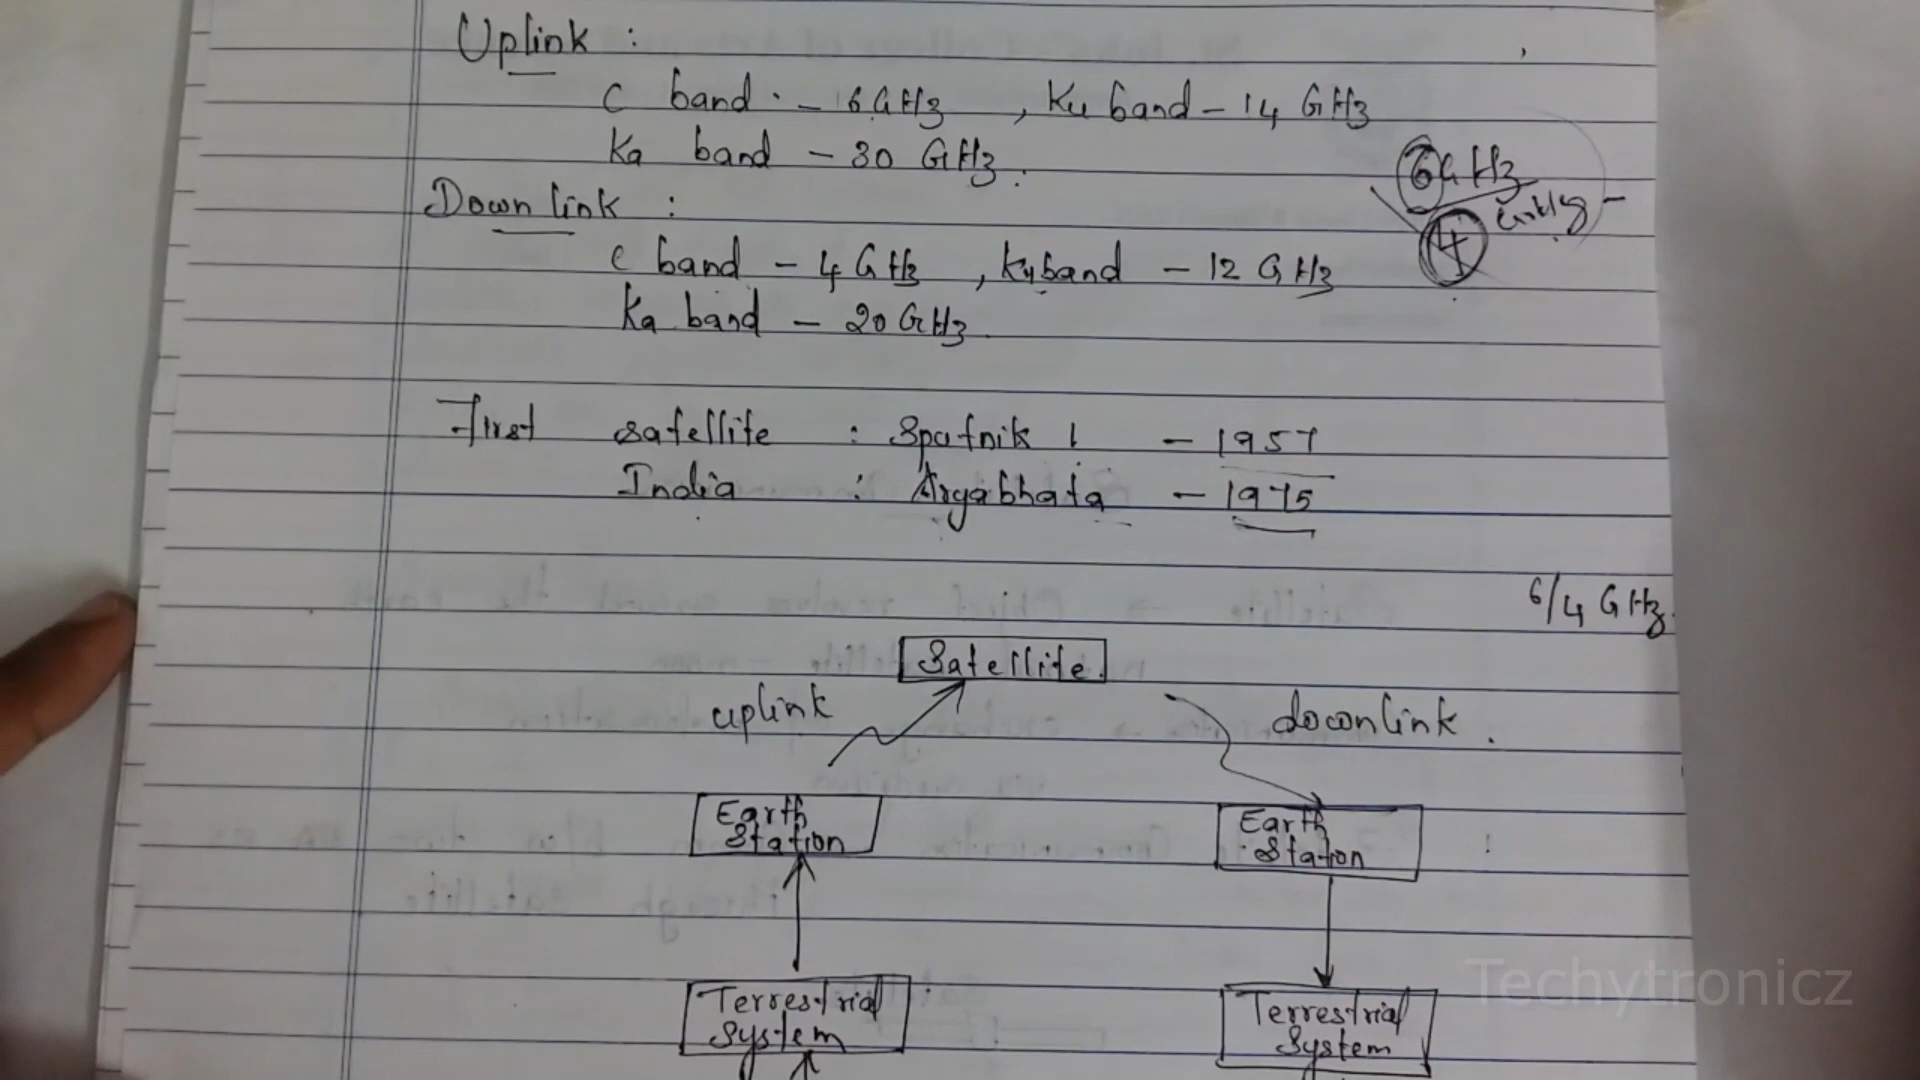 Uplink :
C band - 6 GHz , Ku band - 14 GHz
Ka band - 30 GHz.
6 GHz
4
Down link :
C band - 4 GHz , Ku band - 12 GHz
Ka band - 20 GHz.
First satellite : Sputnik 1 - 1957
India : Aryabhata - 1975
6/4 GHz.
Satellite.
uplink
downlink.
Earth Station
Earth Station
Terrestrial System
Terrestrial System
Techytronicz